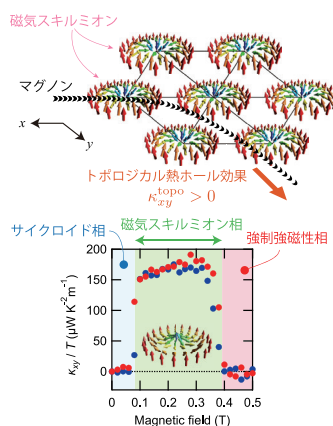 磁気スキルミオン
マグノン
x
y
トポロジカル熱ホール効果
κxy^topo > 0
磁気スキルミオン相
サイクロイド相
強制強磁性相
200
150
100
50
0
κxy / T (μW K⁻² m⁻¹)
0 0.1 0.2 0.3 0.4 0.5
Magnetic field (T)